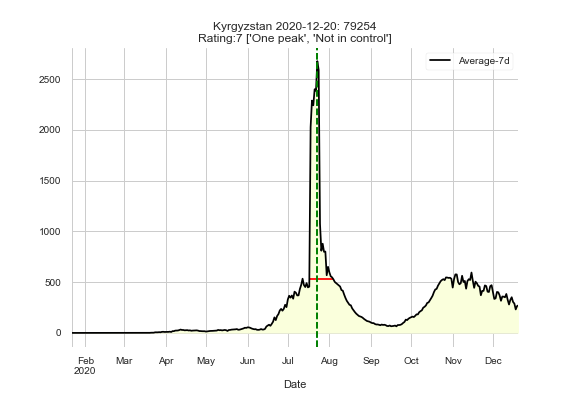 Kyrgyzstan 2020-12-20: 79254
Rating:7 ['One peak', 'Not in control']
Average-7d
2500
2000
1500
1000
500
0
Feb Mar Apr May Jun Jul Aug Sep Oct Nov Dec
2020
Date